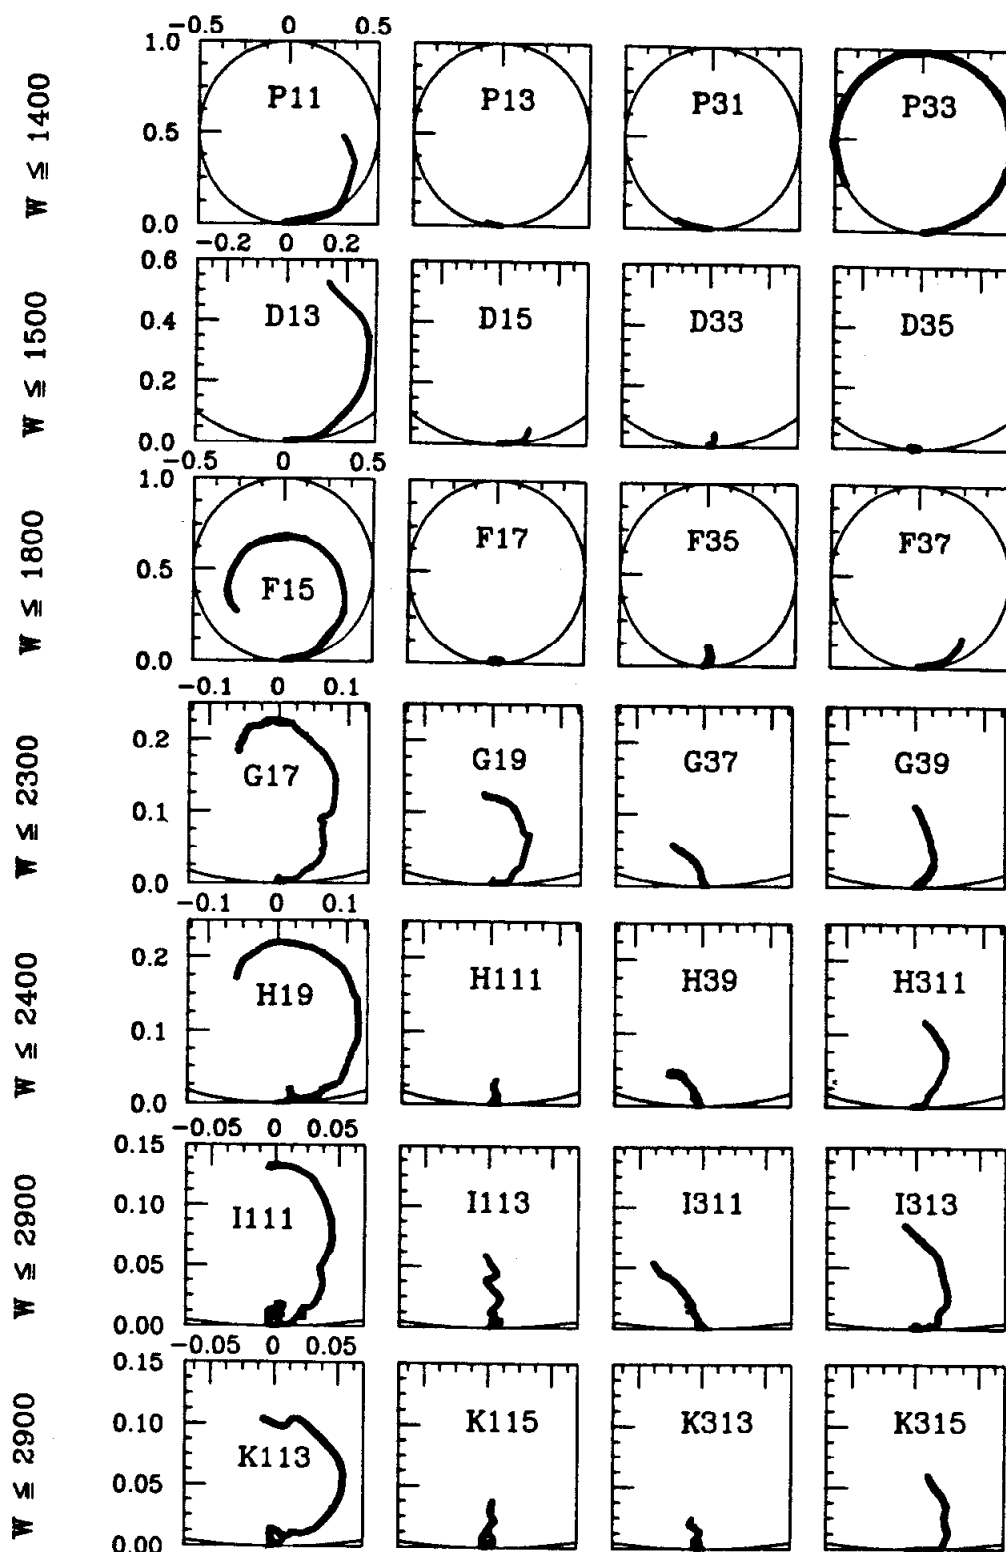 -0.5 0 0.5
W ≦ 1400
1.0 0.5 0.0
P11 P13 P31 P33
-0.2 0 0.2
W ≦ 1500
0.6 0.4 0.2 0.0
D13 D15 D33 D35
-0.5 0 0.5
W ≦ 1800
1.0 0.5 0.0
F15 F17 F35 F37
-0.1 0 0.1
W ≦ 2300
0.2 0.1 0.0
G17 G19 G37 G39
-0.1 0 0.1
W ≦ 2400
0.2 0.1 0.0
H19 H111 H39 H311
-0.05 0 0.05
W ≦ 2900
0.15 0.10 0.05 0.00
I111 I113 I311 I313
-0.05 0 0.05
W ≦ 2900
0.15 0.10 0.05 0.00
K113 K115 K313 K315